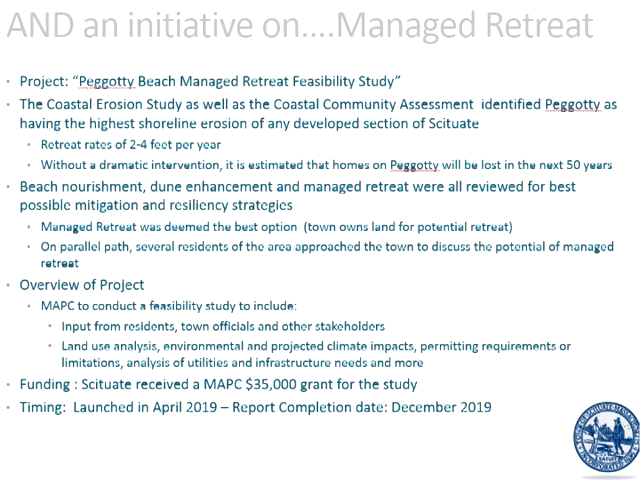 AND an initiative on....Managed Retreat
• Project: “Peggotty Beach Managed Retreat Feasibility Study”
• The Coastal Erosion Study as well as the Coastal Community Assessment identified Peggotty as
having the highest shoreline erosion of any developed section of Scituate
• Retreat rates of 2-4 feet per year
• Without a dramatic intervention, it is estimated that homes on Peggotty will be lost in the next 50 years
• Beach nourishment, dune enhancement and managed retreat were all reviewed for best
possible mitigation and resiliency strategies
• Managed Retreat was deemed the best option (town owns land for potential retreat)
• On parallel path, several residents of the area approached the town to discuss the potential of managed
retreat
• Overview of Project
• MAPC to conduct a feasibility study to include:
• Input from residents, town officials and other stakeholders
• Land use analysis, environmental and projected climate impacts, permitting requirements or
limitations, analysis of utilities and infrastructure needs and more
• Funding : Scituate received a MAPC $35,000 grant for the study
• Timing: Launched in April 2019 – Report Completion date: December 2019